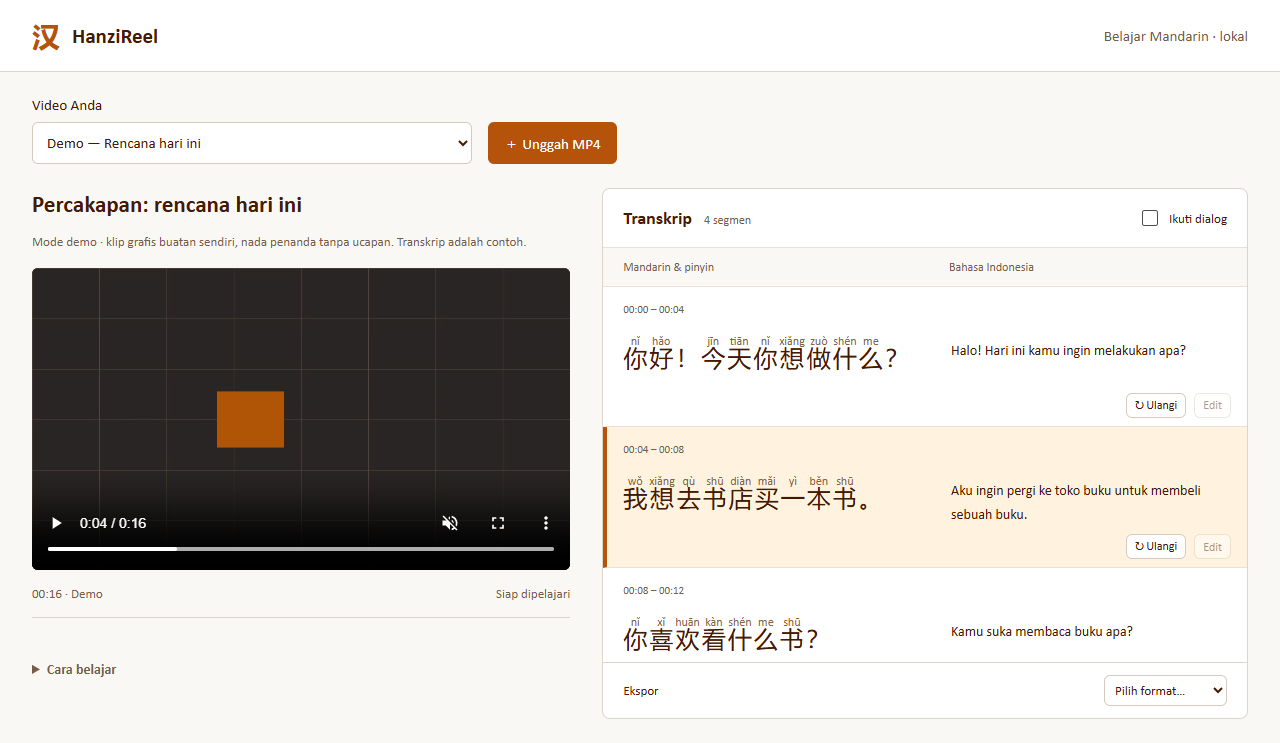 汉 HanziReel
Belajar Mandarin · lokal
Video Anda
Demo — Rencana hari ini
+ Unggah MP4
Percakapan: rencana hari ini
Mode demo · klip grafis buatan sendiri, nada penanda tanpa ucapan. Transkrip adalah contoh.
0:04 / 0:16
00:16 · Demo
Siap dipelajari
Cara belajar
Transkrip
4 segmen
Ikuti dialog
Mandarin & pinyin
Bahasa Indonesia
00:00 – 00:04
nǐ hǎo jīn tiān nǐ xiǎng zuò shén me
你好！今天你想做什么？
Halo! Hari ini kamu ingin melakukan apa?
↻ Ulangi
Edit
00:04 – 00:08
wǒ xiǎng qù shū diàn mǎi yì běn shū
我想去书店买一本书。
Aku ingin pergi ke toko buku untuk membeli
sebuah buku.
↻ Ulangi
Edit
00:08 – 00:12
nǐ xǐ huān kàn shén me shū
你喜欢看什么书？
Kamu suka membaca buku apa?
Ekspor
Pilih format...